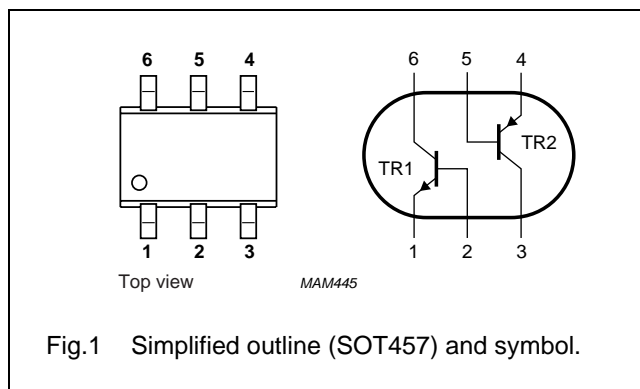 6 5 4
6 5 4
TR1
TR2
1 2 3
1 2 3
Top view
MAM445
Fig.1 Simplified outline (SOT457) and symbol.